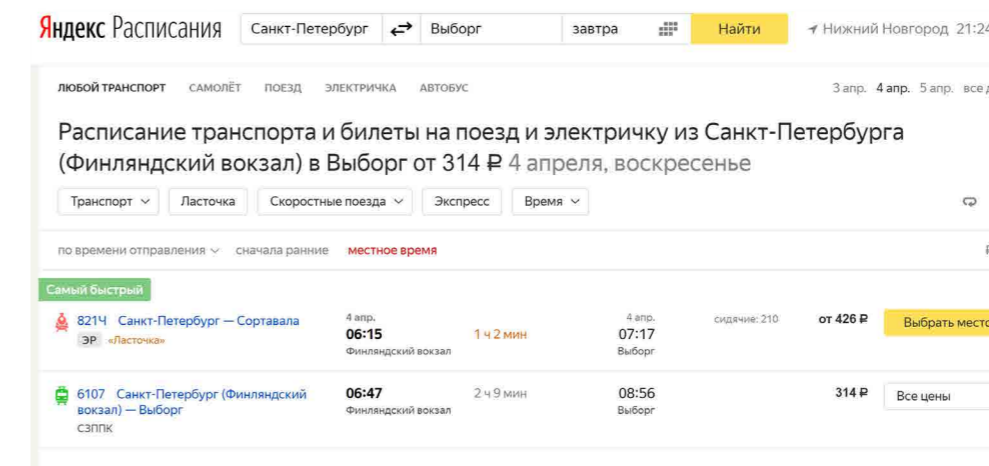 Яндекс Расписания Санкт-Петербург Выборг завтра Найти Нижний Новгород 21:24
ЛЮБОЙ ТРАНСПОРТ САМОЛЁТ ПОЕЗД ЭЛЕКТРИЧКА АВТОБУС 3 апр. 4 апр. 5 апр. все
Расписание транспорта и билеты на поезд и электричку из Санкт-Петербурга
(Финляндский вокзал) в Выборг от 314 ₽ 4 апреля, воскресенье
Транспорт Ласточка Скоростные поезда Экспресс Время
по времени отправления сначала ранние местное время
Самый быстрый
4 апр. 4 апр.
821Ч Санкт-Петербург — Сортавала 06:15 1 ч 2 мин 07:17 сидячие: 210 от 426 ₽ Выбрать место
ЭР «Ласточка» Финляндский вокзал Выборг
6107 Санкт-Петербург (Финляндский 06:47 2 ч 9 мин 08:56 314 ₽ Все цены
вокзал) — Выборг Финляндский вокзал Выборг
СЗППК